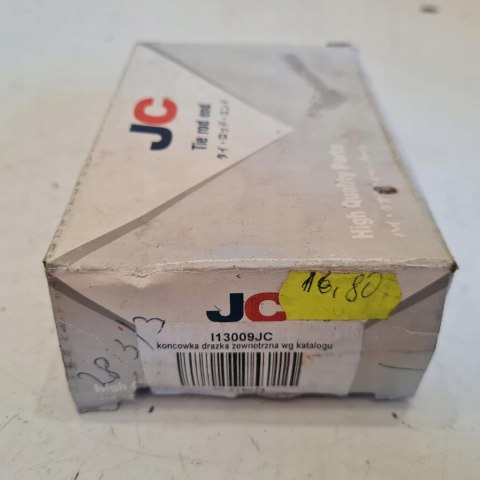 JC
Tie rod end
タイ・ロッド・エンド
High Quality Parts
JC
16,80
I13009JC
koncowka drazka zewnetrzna wg katalogu